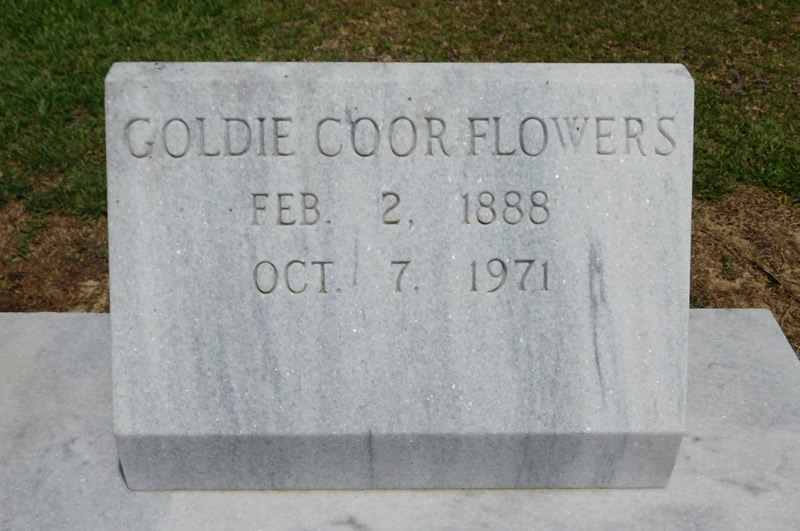 GOLDIE COOR FLOWERS
FEB. 2, 1888
OCT. 7, 1971